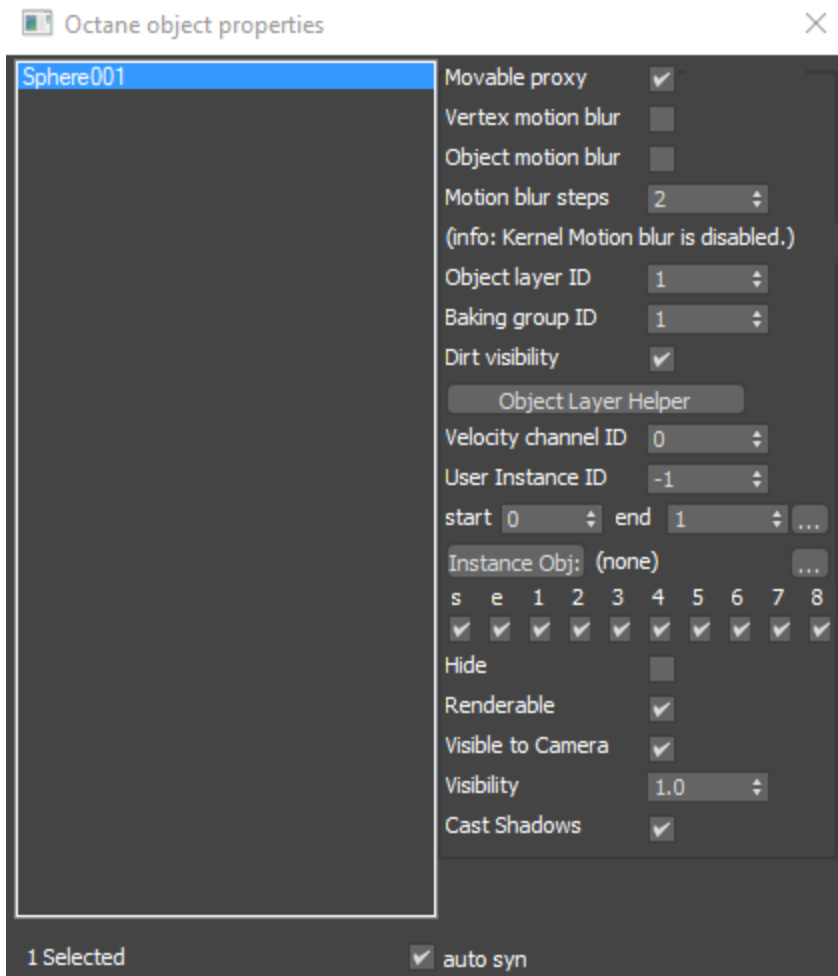 Octane object properties
Sphere001
Movable proxy
Vertex motion blur
Object motion blur
Motion blur steps 2
(info: Kernel Motion blur is disabled.)
Object layer ID 1
Baking group ID 1
Dirt visibility
Object Layer Helper
Velocity channel ID 0
User Instance ID -1
start 0 end 1 ...
Instance Obj: (none) ...
s e 1 2 3 4 5 6 7 8
Hide
Renderable
Visible to Camera
Visibility 1.0
Cast Shadows
1 Selected auto syn